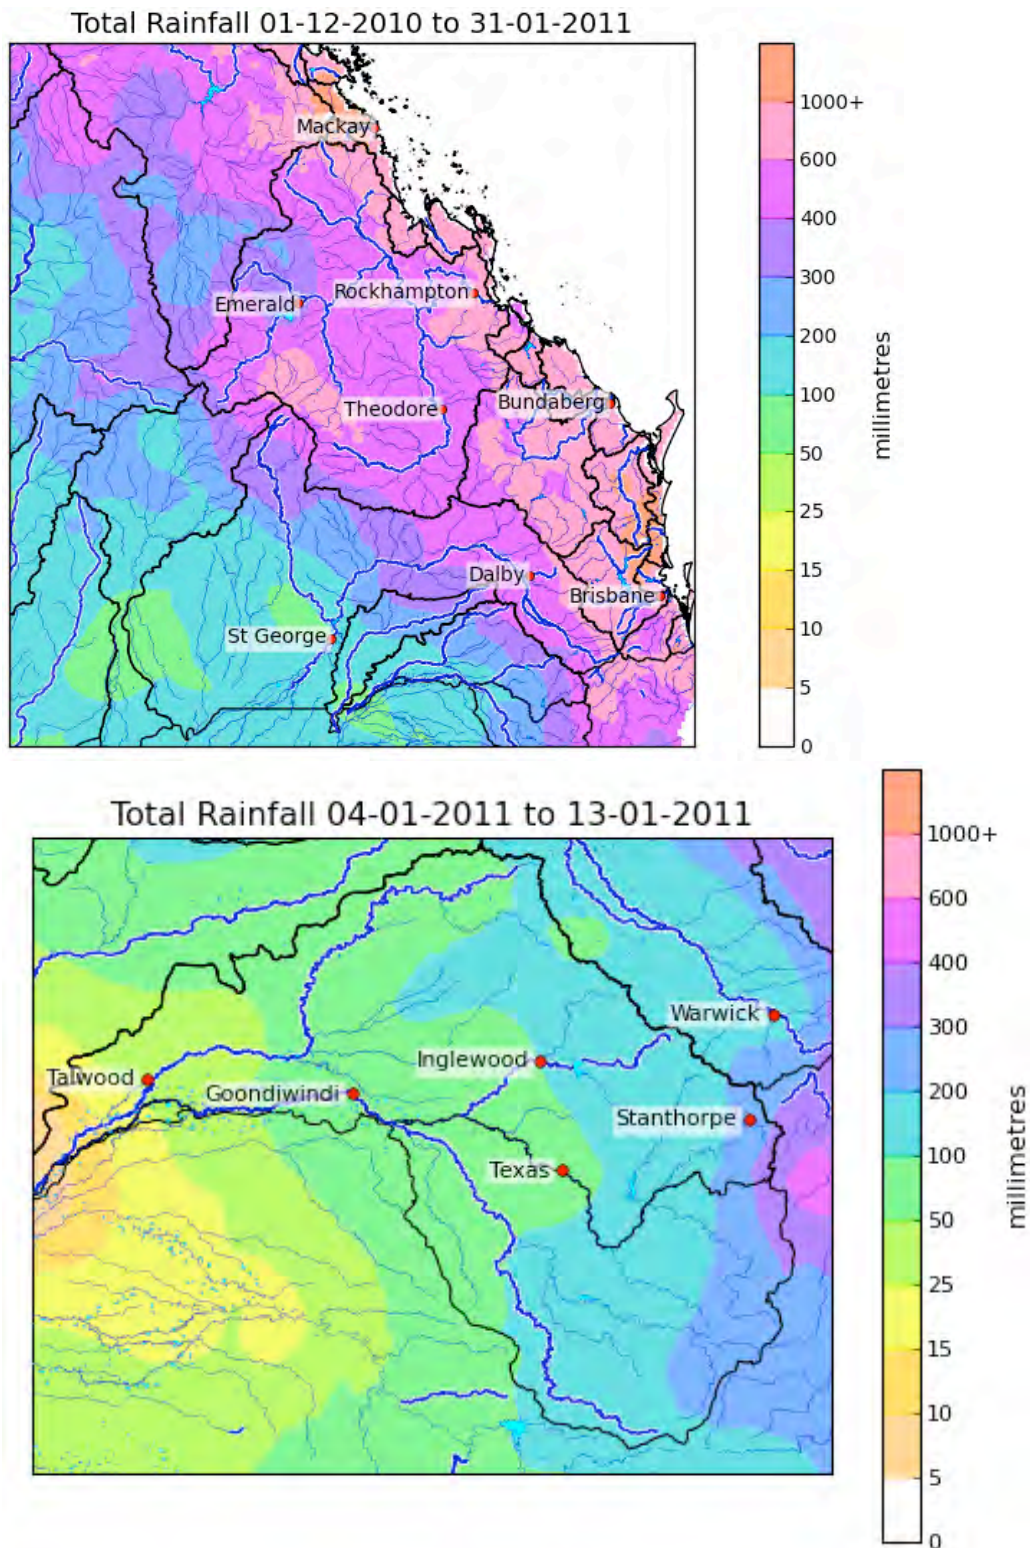 Total Rainfall 01-12-2010 to 31-01-2011
Mackay
Emerald
Rockhampton
Theodore
Bundaberg
Dalby
Brisbane
St George
1000+
600
400
300
200
100
50
25
15
10
5
0
millimetres
Total Rainfall 04-01-2011 to 13-01-2011
Warwick
Inglewood
Talwood
Goondiwindi
Stanthorpe
Texas
1000+
600
400
300
200
100
50
25
15
10
5
0
millimetres